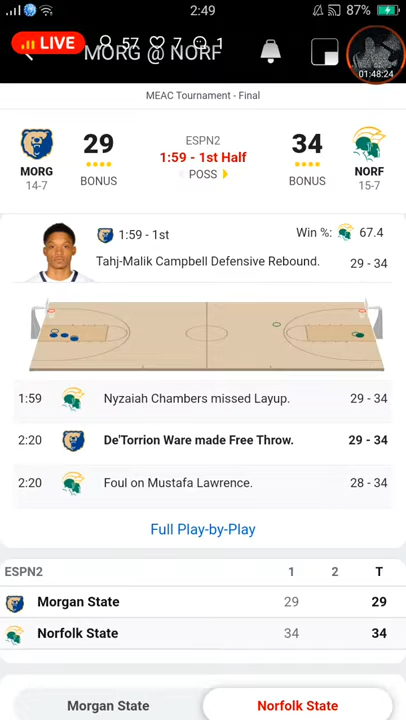 2:49
87%
LIVE
57 7 1
MORG @ NORF
01:48:24
MEAC Tournament - Final
MORG
14-7
29
BONUS
ESPN2
1:59 - 1st Half
POSS
34
BONUS
NORF
15-7
1:59 - 1st
Win %: 67.4
Tahj-Malik Campbell Defensive Rebound. 29 - 34
1:59 Nyzaiah Chambers missed Layup. 29 - 34
2:20 De'Torrion Ware made Free Throw. 29 - 34
2:20 Foul on Mustafa Lawrence. 28 - 34
Full Play-by-Play
ESPN2 1 2 T
Morgan State 29 29
Norfolk State 34 34
Morgan State Norfolk State